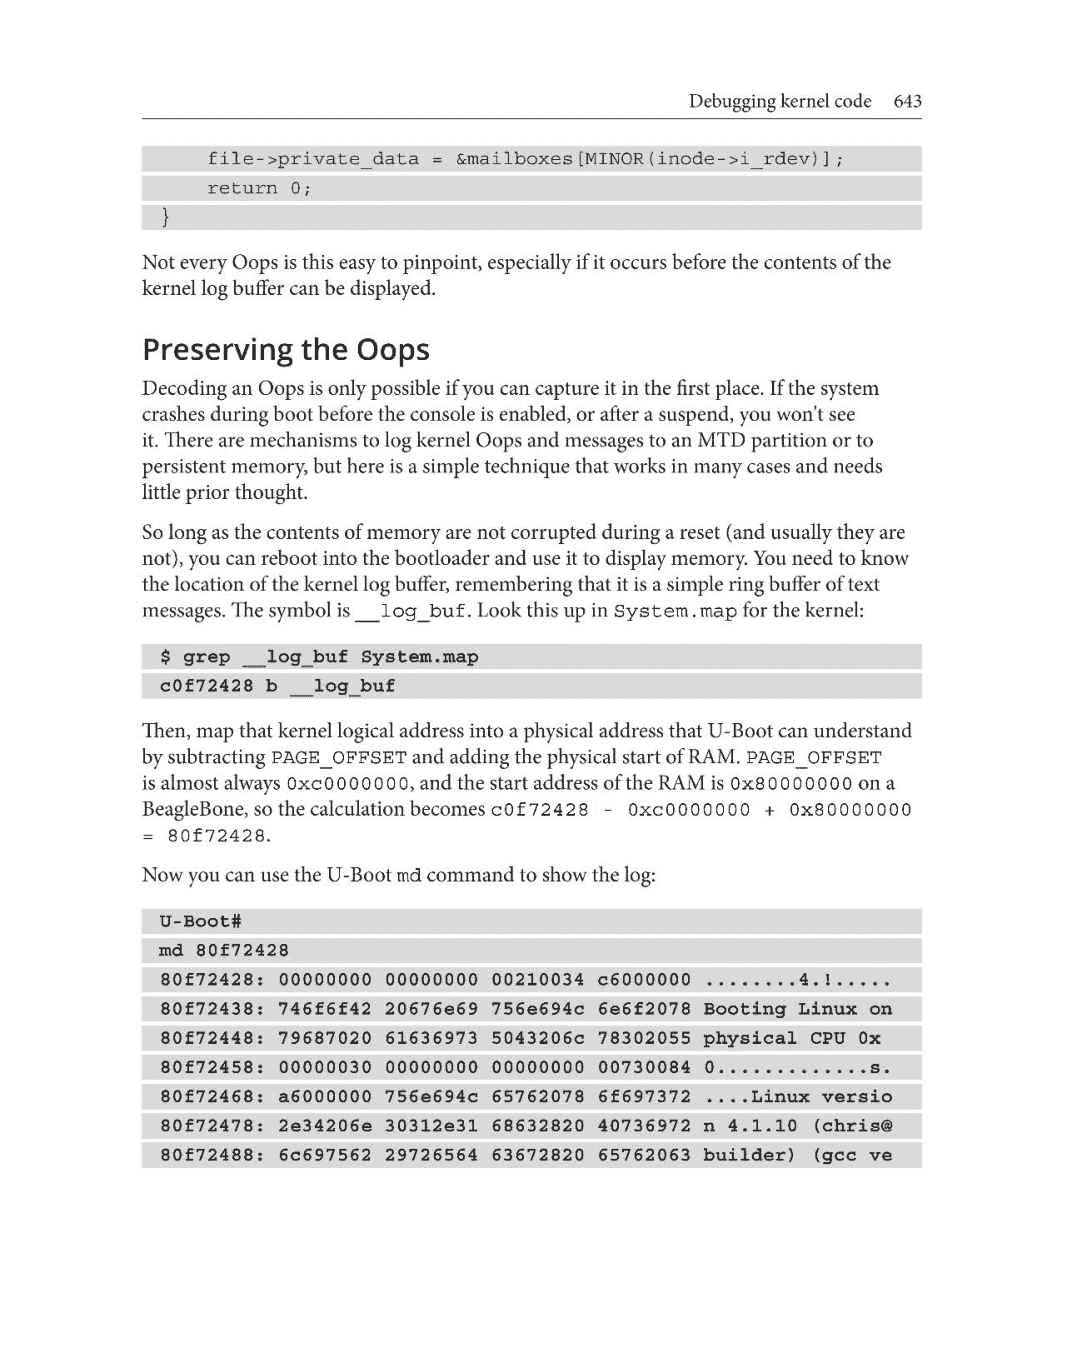 Debugging kernel code 643
file->private_data = &mailboxes[MINOR(inode->i_rdev)];
return 0;
}
Not every Oops is this easy to pinpoint, especially if it occurs before the contents of the
kernel log buffer can be displayed.
Preserving the Oops
Decoding an Oops is only possible if you can capture it in the first place. If the system
crashes during boot before the console is enabled, or after a suspend, you won't see
it. There are mechanisms to log kernel Oops and messages to an MTD partition or to
persistent memory, but here is a simple technique that works in many cases and needs
little prior thought.
So long as the contents of memory are not corrupted during a reset (and usually they are
not), you can reboot into the bootloader and use it to display memory. You need to know
the location of the kernel log buffer, remembering that it is a simple ring buffer of text
messages. The symbol is __log_buf. Look this up in System.map for the kernel:
$ grep __log_buf System.map
c0f72428 b __log_buf
Then, map that kernel logical address into a physical address that U-Boot can understand
by subtracting PAGE_OFFSET and adding the physical start of RAM. PAGE_OFFSET
is almost always 0xc0000000, and the start address of the RAM is 0x80000000 on a
BeagleBone, so the calculation becomes c0f72428 - 0xc0000000 + 0x80000000
= 80f72428.
Now you can use the U-Boot md command to show the log:
U-Boot#
md 80f72428
80f72428: 00000000 00000000 00210034 c6000000 ........4.!.....
80f72438: 746f6f42 20676e69 756e694c 6e6f2078 Booting Linux on
80f72448: 79687020 61636973 5043206c 78302055 physical CPU 0x
80f72458: 00000030 00000000 00000000 00730084 0.............s.
80f72468: a6000000 756e694c 65762078 6f697372 ....Linux versio
80f72478: 2e34206e 30312e31 68632820 40736972 n 4.1.10 (chris@
80f72488: 6c697562 29726564 63672820 65762063 builder) (gcc ve